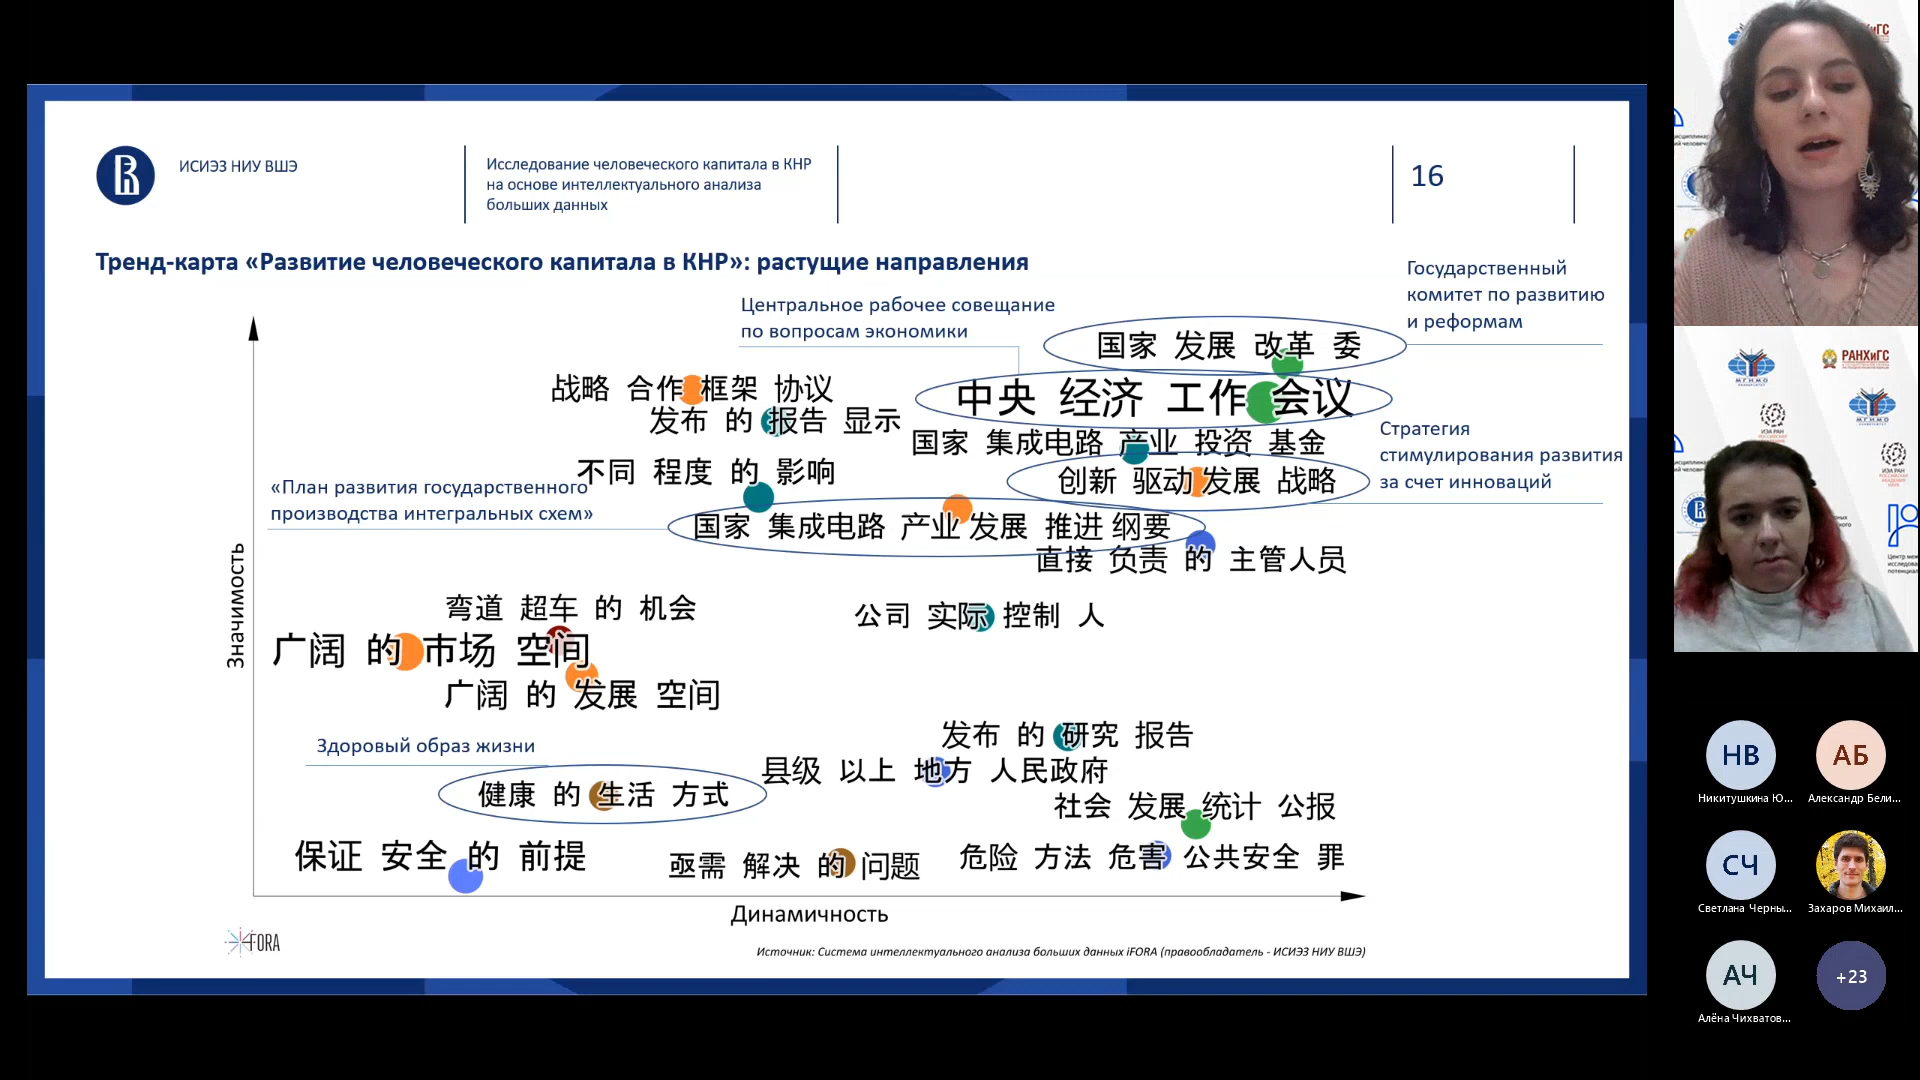 ИСИЭЗ НИУ ВШЭ
Исследование человеческого капитала в КНР
на основе интеллектуального анализа
больших данных
16
Тренд-карта «Развитие человеческого капитала в КНР»: растущие направления
Государственный
комитет по развитию
и реформам
Центральное рабочее совещание
по вопросам экономики
国家 发展 改革 委
战略 合作 框架 协议
中央 经济 工作 会议
发布 的 报告 显示
国家 集成电路 产业 投资 基金
Стратегия
стимулирования развития
за счет инноваций
不同 程度 的 影响
创新 驱动 发展 战略
«План развития государственного
производства интегральных схем»
国家 集成电路 产业 发展 推进 纲要
直接 负责 的 主管人员
弯道 超车 的 机会
公司 实际 控制 人
广阔 的 市场 空间
广阔 的 发展 空间
Значимость
发布 的 研究 报告
Здоровый образ жизни
县级 以上 地方 人民政府
健康 的 生活 方式
社会 发展 统计 公报
保证 安全 的 前提
亟需 解决 的 问题
危险 方法 危害 公共安全 罪
Динамичность
iFORA
Источник: Система интеллектуального анализа больших данных iFORA (правообладатель - ИСИЭЗ НИУ ВШЭ)
РАНХиГС
МГИМО
МГИМО
ИЭА РАН
ИЭА РАН
НВ
Никитушкина Ю...
АБ
Александр Бели...
СЧ
Светлана Черны...
Захаров Михаил...
АЧ
Алёна Чихватов...
+23